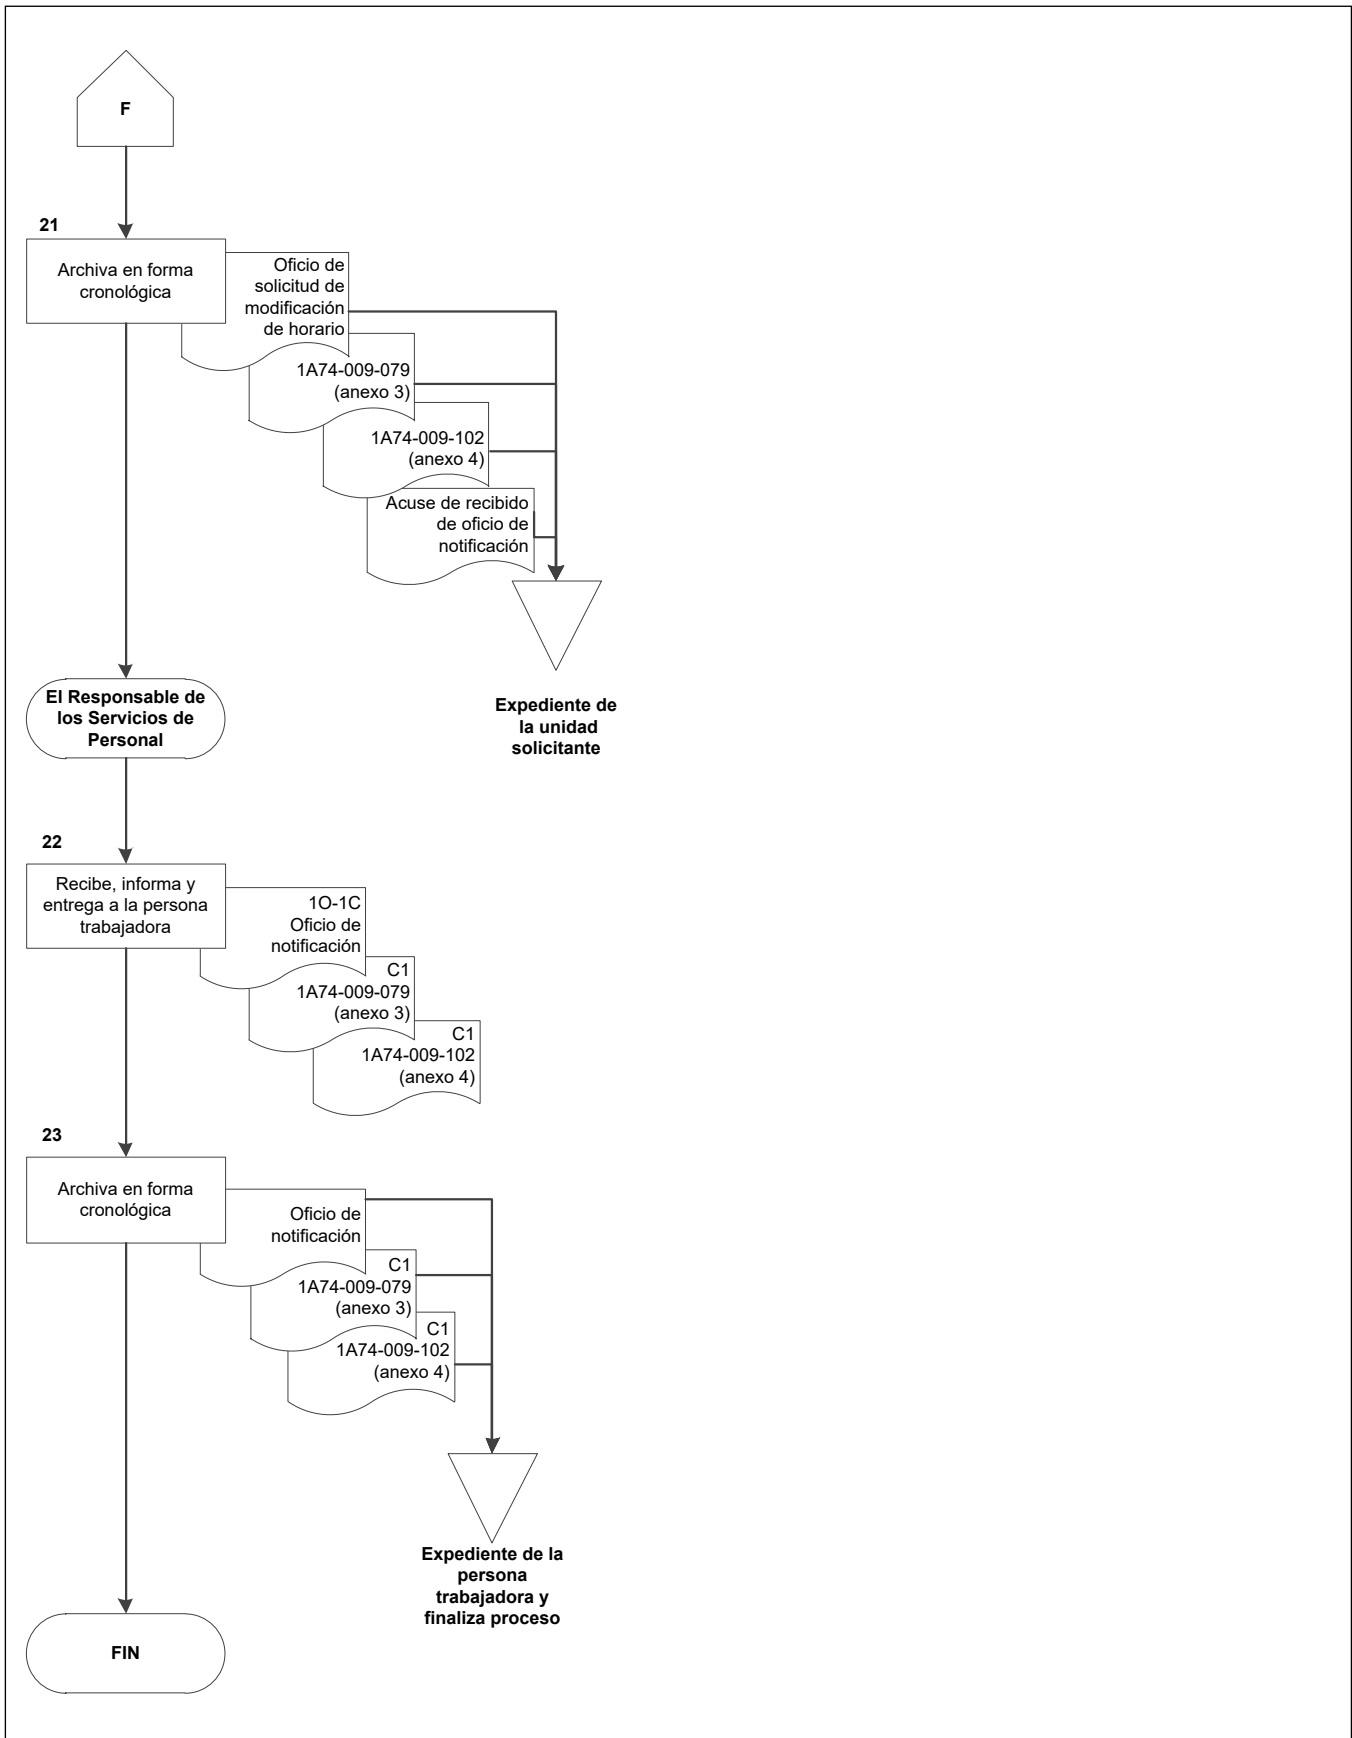 F
21
Archiva en forma
cronológica
Oficio de
solicitud de
modificación
de horario
1A74-009-079
(anexo 3)
1A74-009-102
(anexo 4)
Acuse de recibido
de oficio de
notificación
El Responsable de
los Servicios de
Personal
Expediente de
la unidad
solicitante
22
Recibe, informa y
entrega a la persona
trabajadora
1O-1C
Oficio de
notificación
C1
1A74-009-079
(anexo 3)
C1
1A74-009-102
(anexo 4)
23
Archiva en forma
cronológica
Oficio de
notificación
C1
1A74-009-079
(anexo 3)
C1
1A74-009-102
(anexo 4)
Expediente de la
persona
trabajadora y
finaliza proceso
FIN